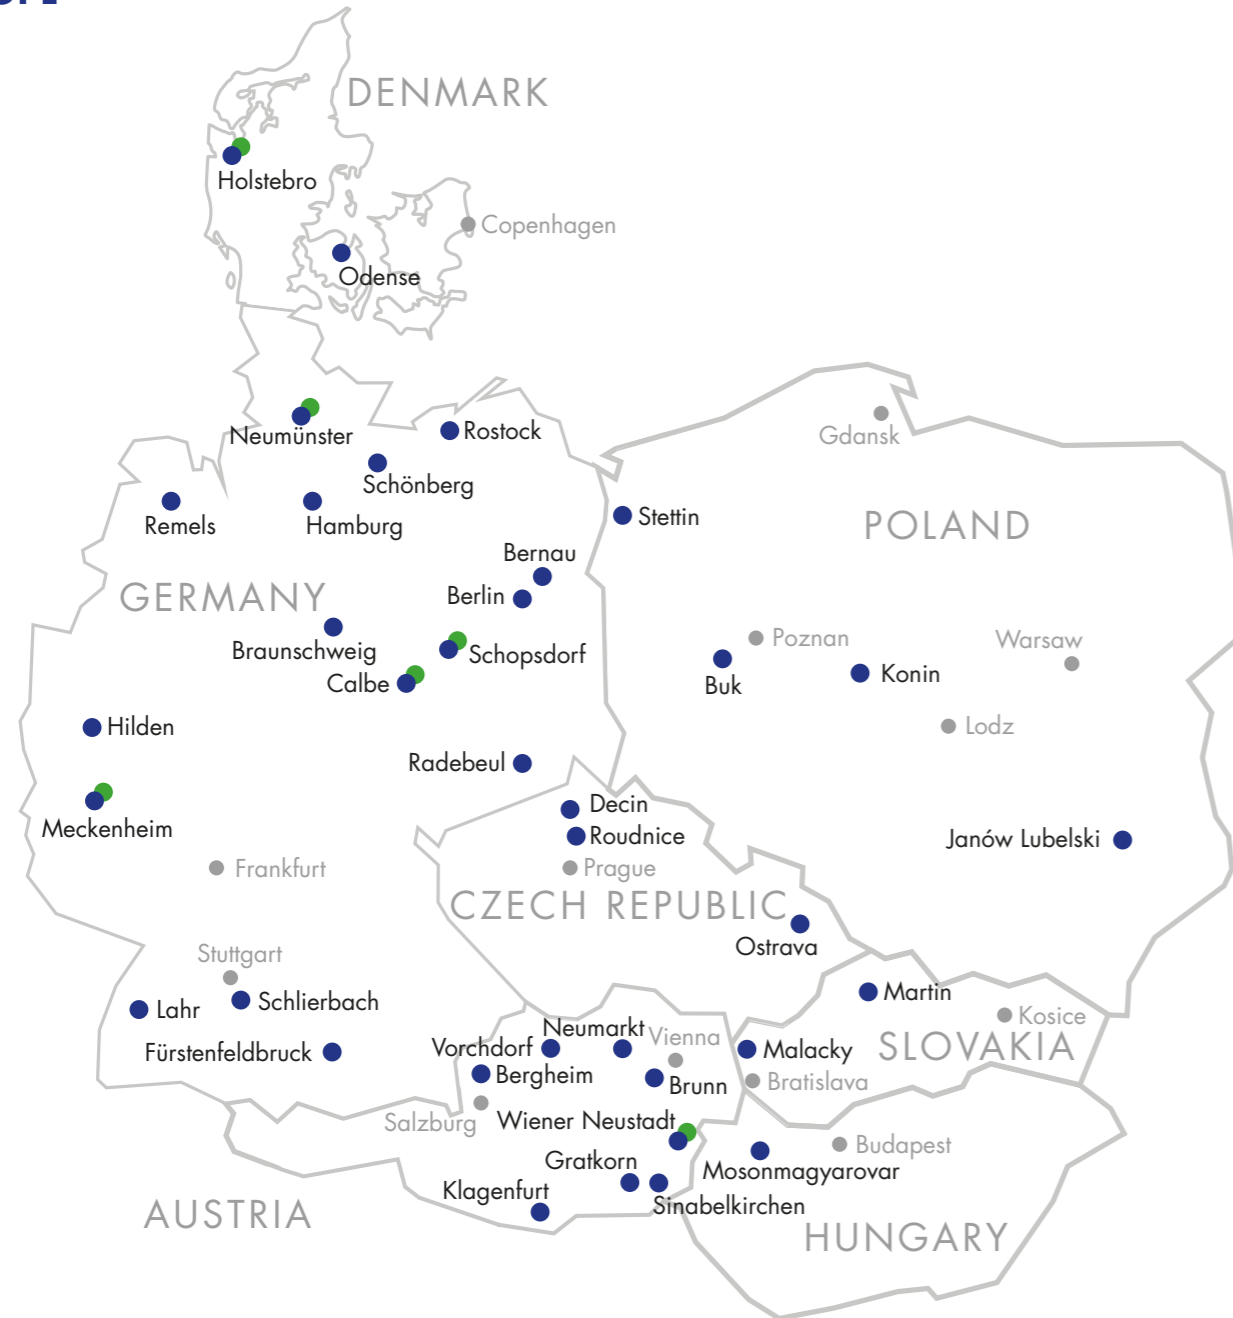 DENMARK
Holstebro
Copenhagen
Odense
Neumünster
Rostock
Gdansk
Schönberg
Remels
Hamburg
Stettin
POLAND
Bernau
GERMANY
Berlin
Braunschweig
Schopsdorf
Poznan
Warsaw
Calbe
Buk
Konin
Hilden
Lodz
Radebeul
Decin
Meckenheim
Roudnice
Janów Lubelski
Frankfurt
Prague
CZECH REPUBLIC
Ostrava
Stuttgart
Martin
Lahr
Schlierbach
Kosice
Neumarkt
Vienna
Fürstenfeldbruck
Vorchdorf
Malacky
SLOVAKIA
Bergheim
Brunn
Bratislava
Salzburg
Wiener Neustadt
Budapest
Gratkorn
Mosonmagyarovar
Klagenfurt
Sinabelkirchen
AUSTRIA
HUNGARY